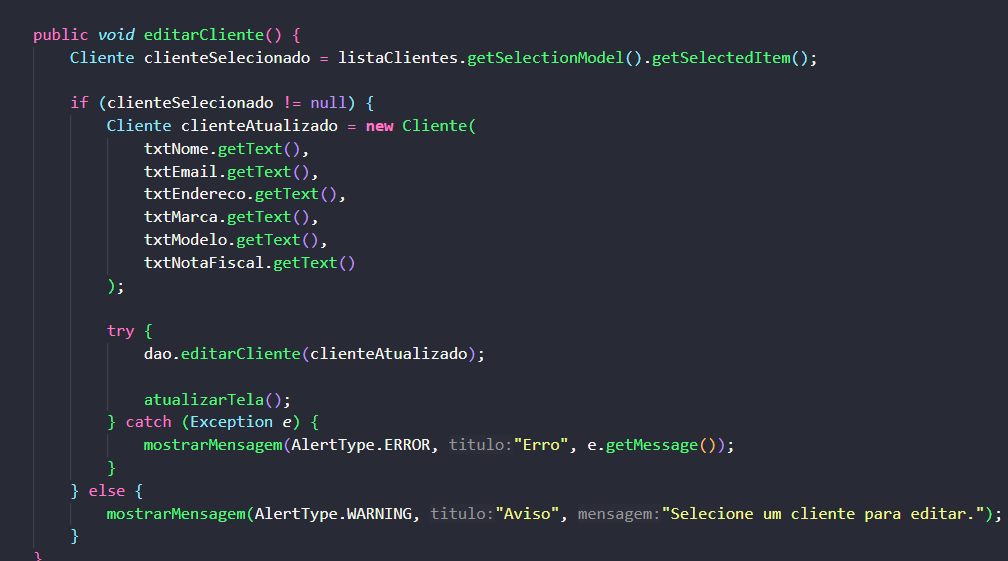 public void editarCliente() {
Cliente clienteSelecionado = listaClientes.getSelectionModel().getSelectedItem();
if (clienteSelecionado != null) {
Cliente clienteAtualizado = new Cliente(
txtNome.getText(),
txtEmail.getText(),
txtEndereco.getText(),
txtMarca.getText(),
txtModelo.getText(),
txtNotaFiscal.getText()
);
try {
dao.editarCliente(clienteAtualizado);
atualizarTela();
} catch (Exception e) {
mostrarMensagem(AlertType.ERROR, titulo:"Erro", e.getMessage());
}
} else {
mostrarMensagem(AlertType.WARNING, titulo:"Aviso", mensagem:"Selecione um cliente para editar.");
}
}